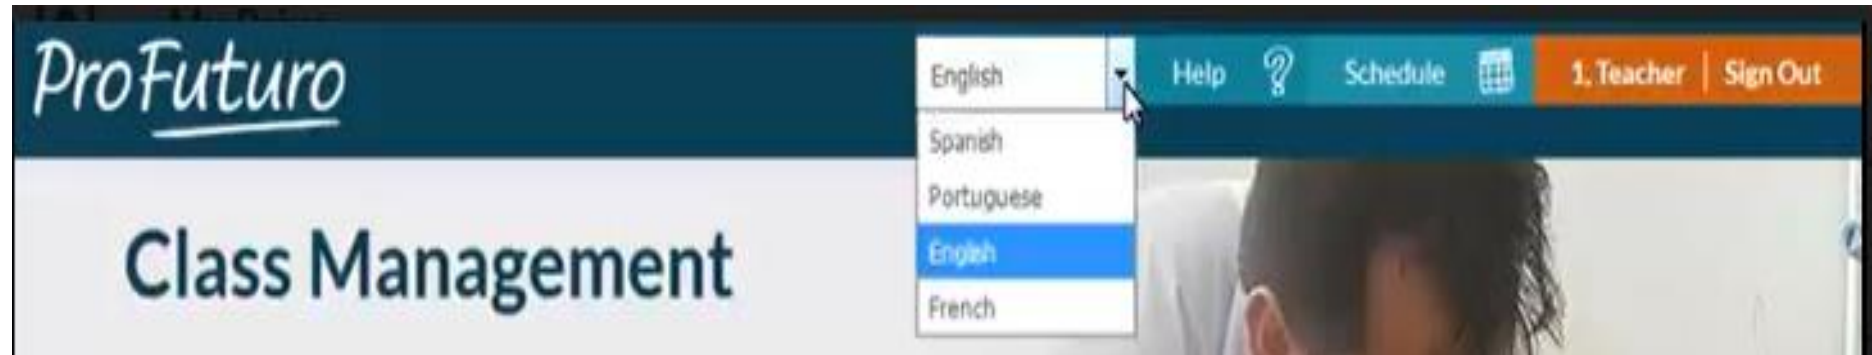 ProFuturo
English
Help
Schedule
1, Teacher
Sign Out
Spanish
Portuguese
English
French
Class Management